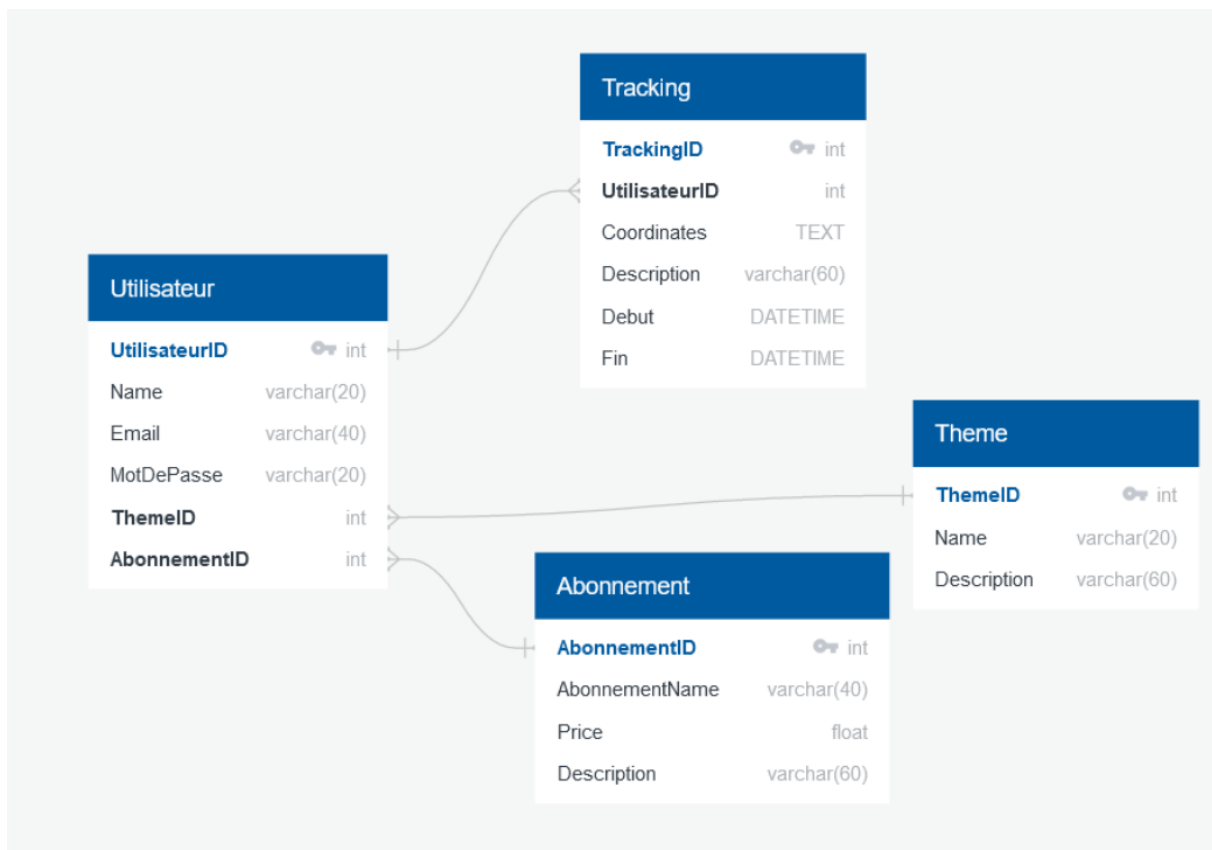 Tracking
TrackingID int
UtilisateurID int
Coordinates TEXT
Description varchar(60)
Debut DATETIME
Fin DATETIME
Utilisateur
UtilisateurID int
Name varchar(20)
Email varchar(40)
MotDePasse varchar(20)
ThemeID int
AbonnementID int
Theme
ThemeID int
Name varchar(20)
Description varchar(60)
Abonnement
AbonnementID int
AbonnementName varchar(40)
Price float
Description varchar(60)